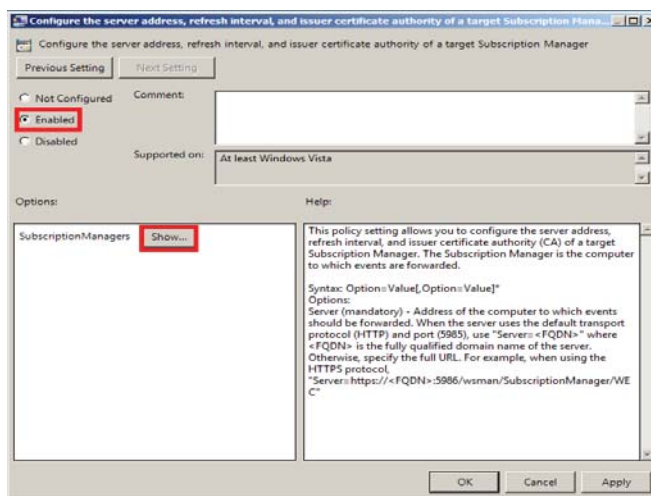 Configure the server address, refresh interval, and issuer certificate authority of a target Subscription Mana...
Configure the server address, refresh interval, and issuer certificate authority of a target Subscription Manager
Previous Setting
Next Setting
Not Configured
Comment:
Enabled
Disabled
Supported on:
At least Windows Vista
Options:
Help:
SubscriptionManagers
Show...
This policy setting allows you to configure the server address,
refresh interval, and issuer certificate authority (CA) of a target
Subscription Manager. The Subscription Manager is the computer
to which events are forwarded.
Syntax: Option=Value[,Option=Value]*
Options:
Server (mandatory) - Address of the computer to which events
should be forwarded. When the server uses the default transport
protocol (HTTP) and port (5985), use "Server=<FQDN>" where
<FQDN> is the fully qualified domain name of the server.
Otherwise, specify the full URL. For example, when using the
HTTPS protocol,
"Server=https://<FQDN>:5986/wsman/SubscriptionManager/WE
C"
OK
Cancel
Apply